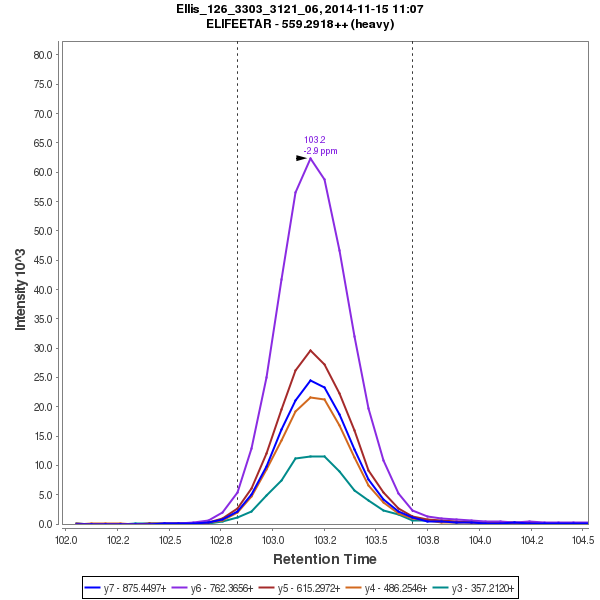 Ellis_126_3303_3121_06, 2014-11-15 11:07
ELIFEETAR - 559.2918++ (heavy)
80.0
75.0
70.0
65.0
60.0
55.0
50.0
45.0
40.0
35.0
30.0
25.0
20.0
15.0
10.0
5.0
0.0
Intensity 10^3
103.2
-2.9 ppm
102.0 102.2 102.5 102.8 103.0 103.2 103.5 103.8 104.0 104.2 104.5
Retention Time
y7 - 875.4497+ y6 - 762.3656+ y5 - 615.2972+ y4 - 486.2546+ y3 - 357.2120+